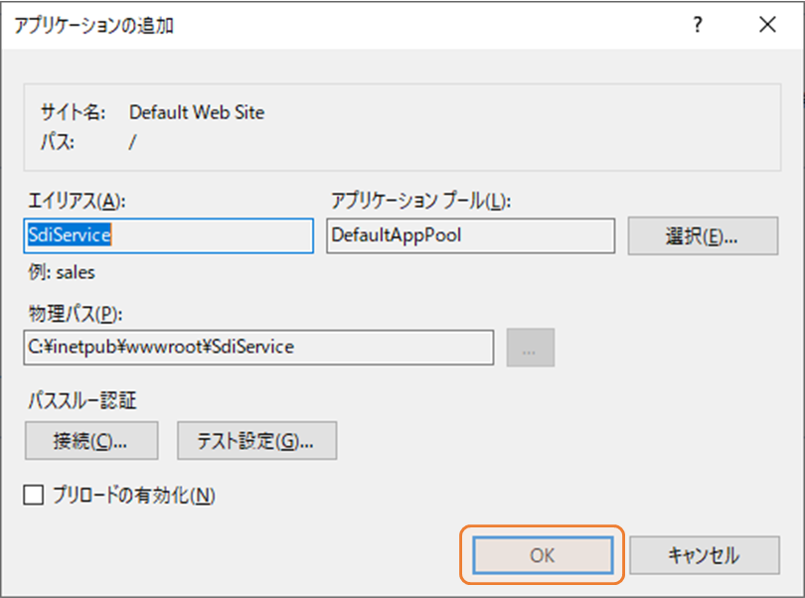 アプリケーションの追加 ?
サイト名: Default Web Site
パス: /
エイリアス(A): アプリケーション プール(L):
SdiService DefaultAppPool 選択(E)...
例: sales
物理パス(P):
C:¥inetpub¥wwwroot¥SdiService ...
パススルー認証
接続(C)... テスト設定(G)...
プリロードの有効化(N)
OK キャンセル